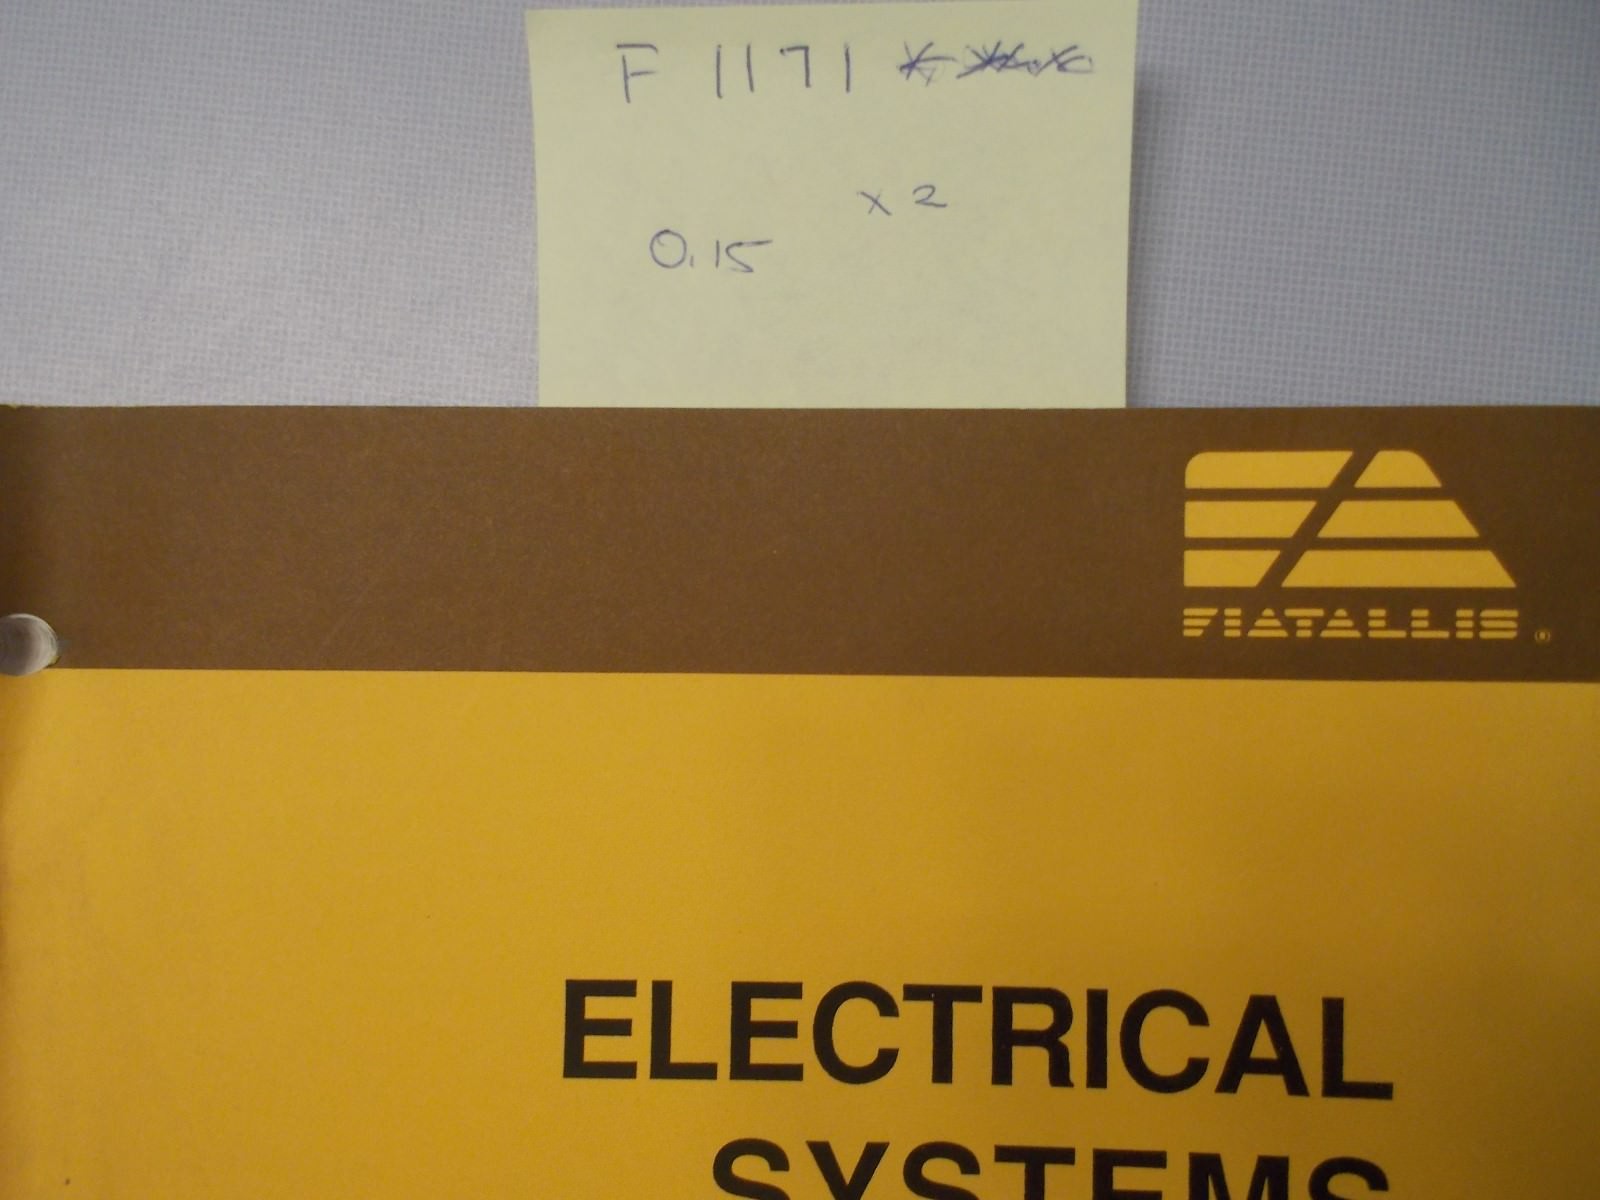 F 1171
x 2
0.15
FIATALLIS ®
ELECTRICAL
SYSTEMS